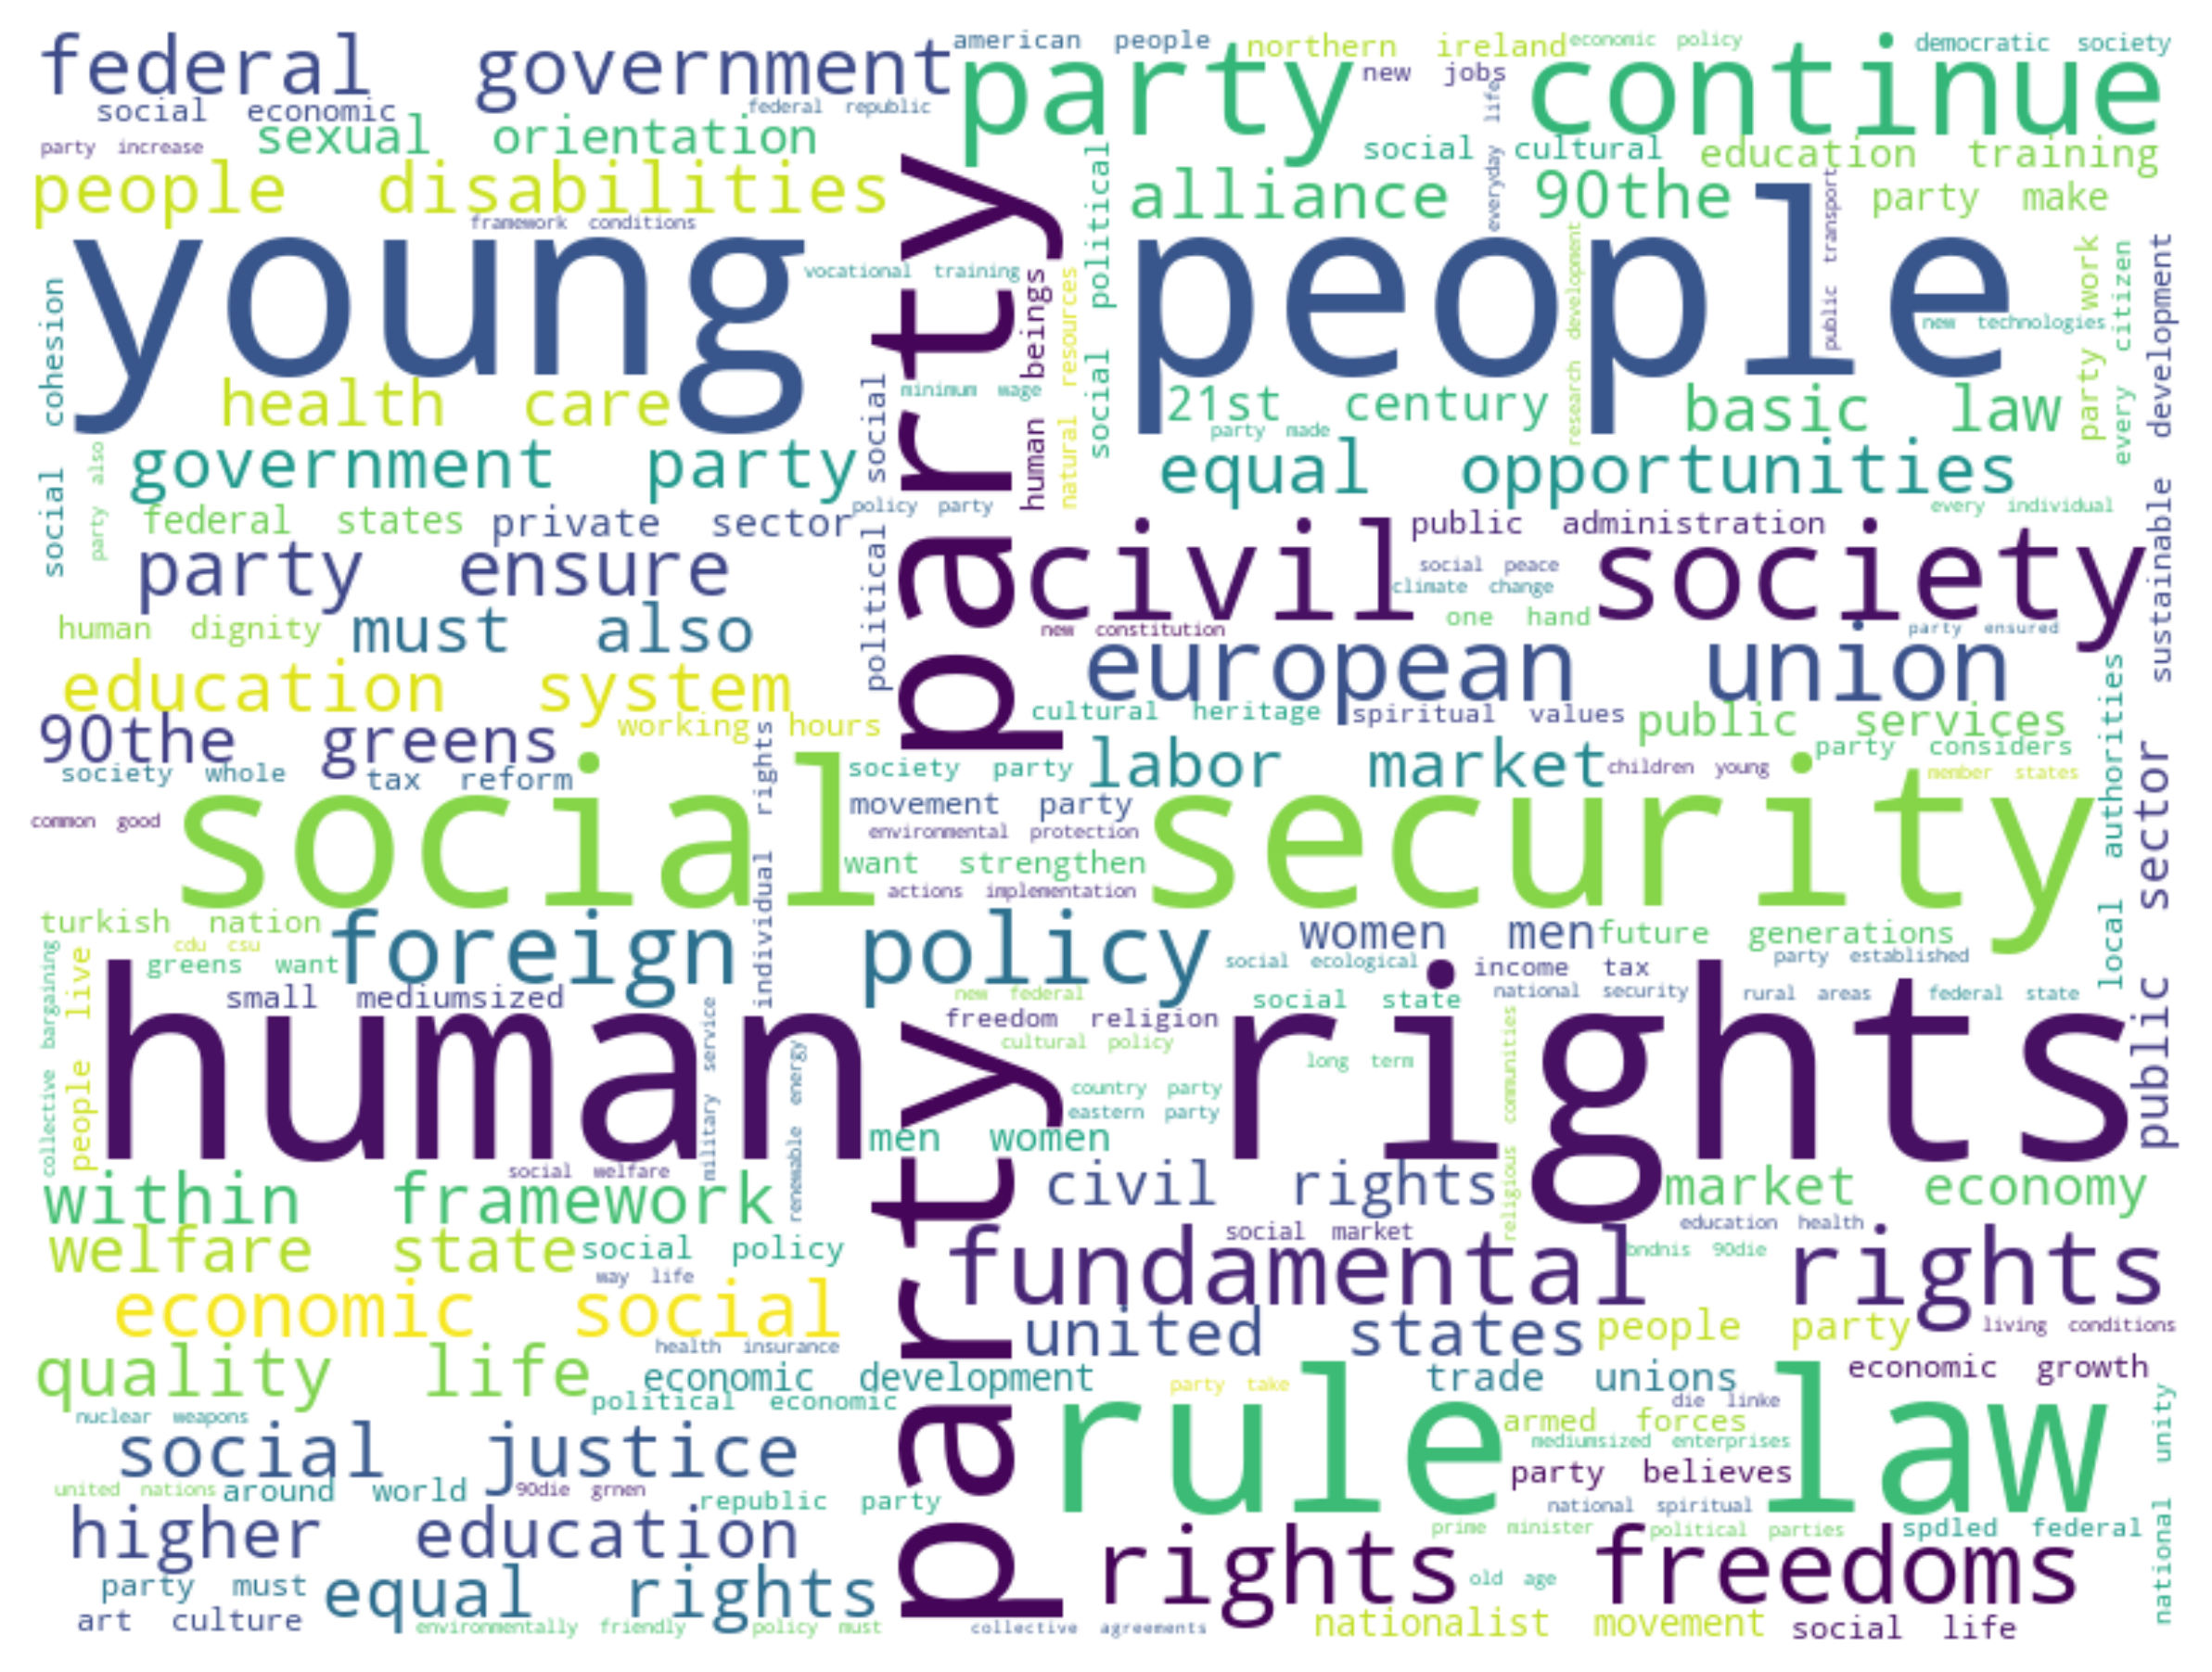 federal government
american people
northern ireland
economic policy
democratic society
party continue
new jobs
social economic
federal republic
sexual orientation
party increase
everyday life
social cultural
education training
people disabilities
alliance 90the
party make
framework conditions
young people
party party
vocational training
social political
human beings
natural resources
research development
public transport
new technologies
party work
every citizen
sustainable development
social cohesion
health care
minimum wage
21st century
basic law
party made
government party
party also
political social
equal opportunities
policy party
every individual
federal states
private sector
public administration
civil society
party ensure
social peace
climate change
one hand
human dignity
must also
new constitution
party ensured
european union
education system
cultural heritage
spiritual values
public services
90the greens
working hours
individual rights
local authorities
public sector
society whole
tax reform
society party
labor market
children young
party considers
member states
common good
social security
movement party
environmental protection
want strengthen
actions implementation
turkish nation
foreign policy
women men
future generations
cdu csu
greens want
social ecological
income tax
party established
collective bargaining
people live
small mediumsized
new federal
social state
national security
rural areas
federal state
human rights
freedom religion
cultural policy
long term
religious communities
military service
renewable energy
country party
eastern party
men women
social welfare
civil rights
market economy
within framework
education health
social market
fundamental rights
welfare state
social policy
bndnis 90die
way life
economic social
united states
people party
living conditions
health insurance
quality life
economic development
trade unions
economic growth
party take
political economic
die linke
rule law
nuclear weapons
armed forces
national unity
social justice
mediumsized enterprises
party believes
united nations
around world
90die grnen
republic party
national spiritual
higher education
prime minister
political parties
spdled federal
rights freedoms
party must
equal rights
old age
art culture
environmentally friendly
policy must
collective agreements
nationalist movement
social life